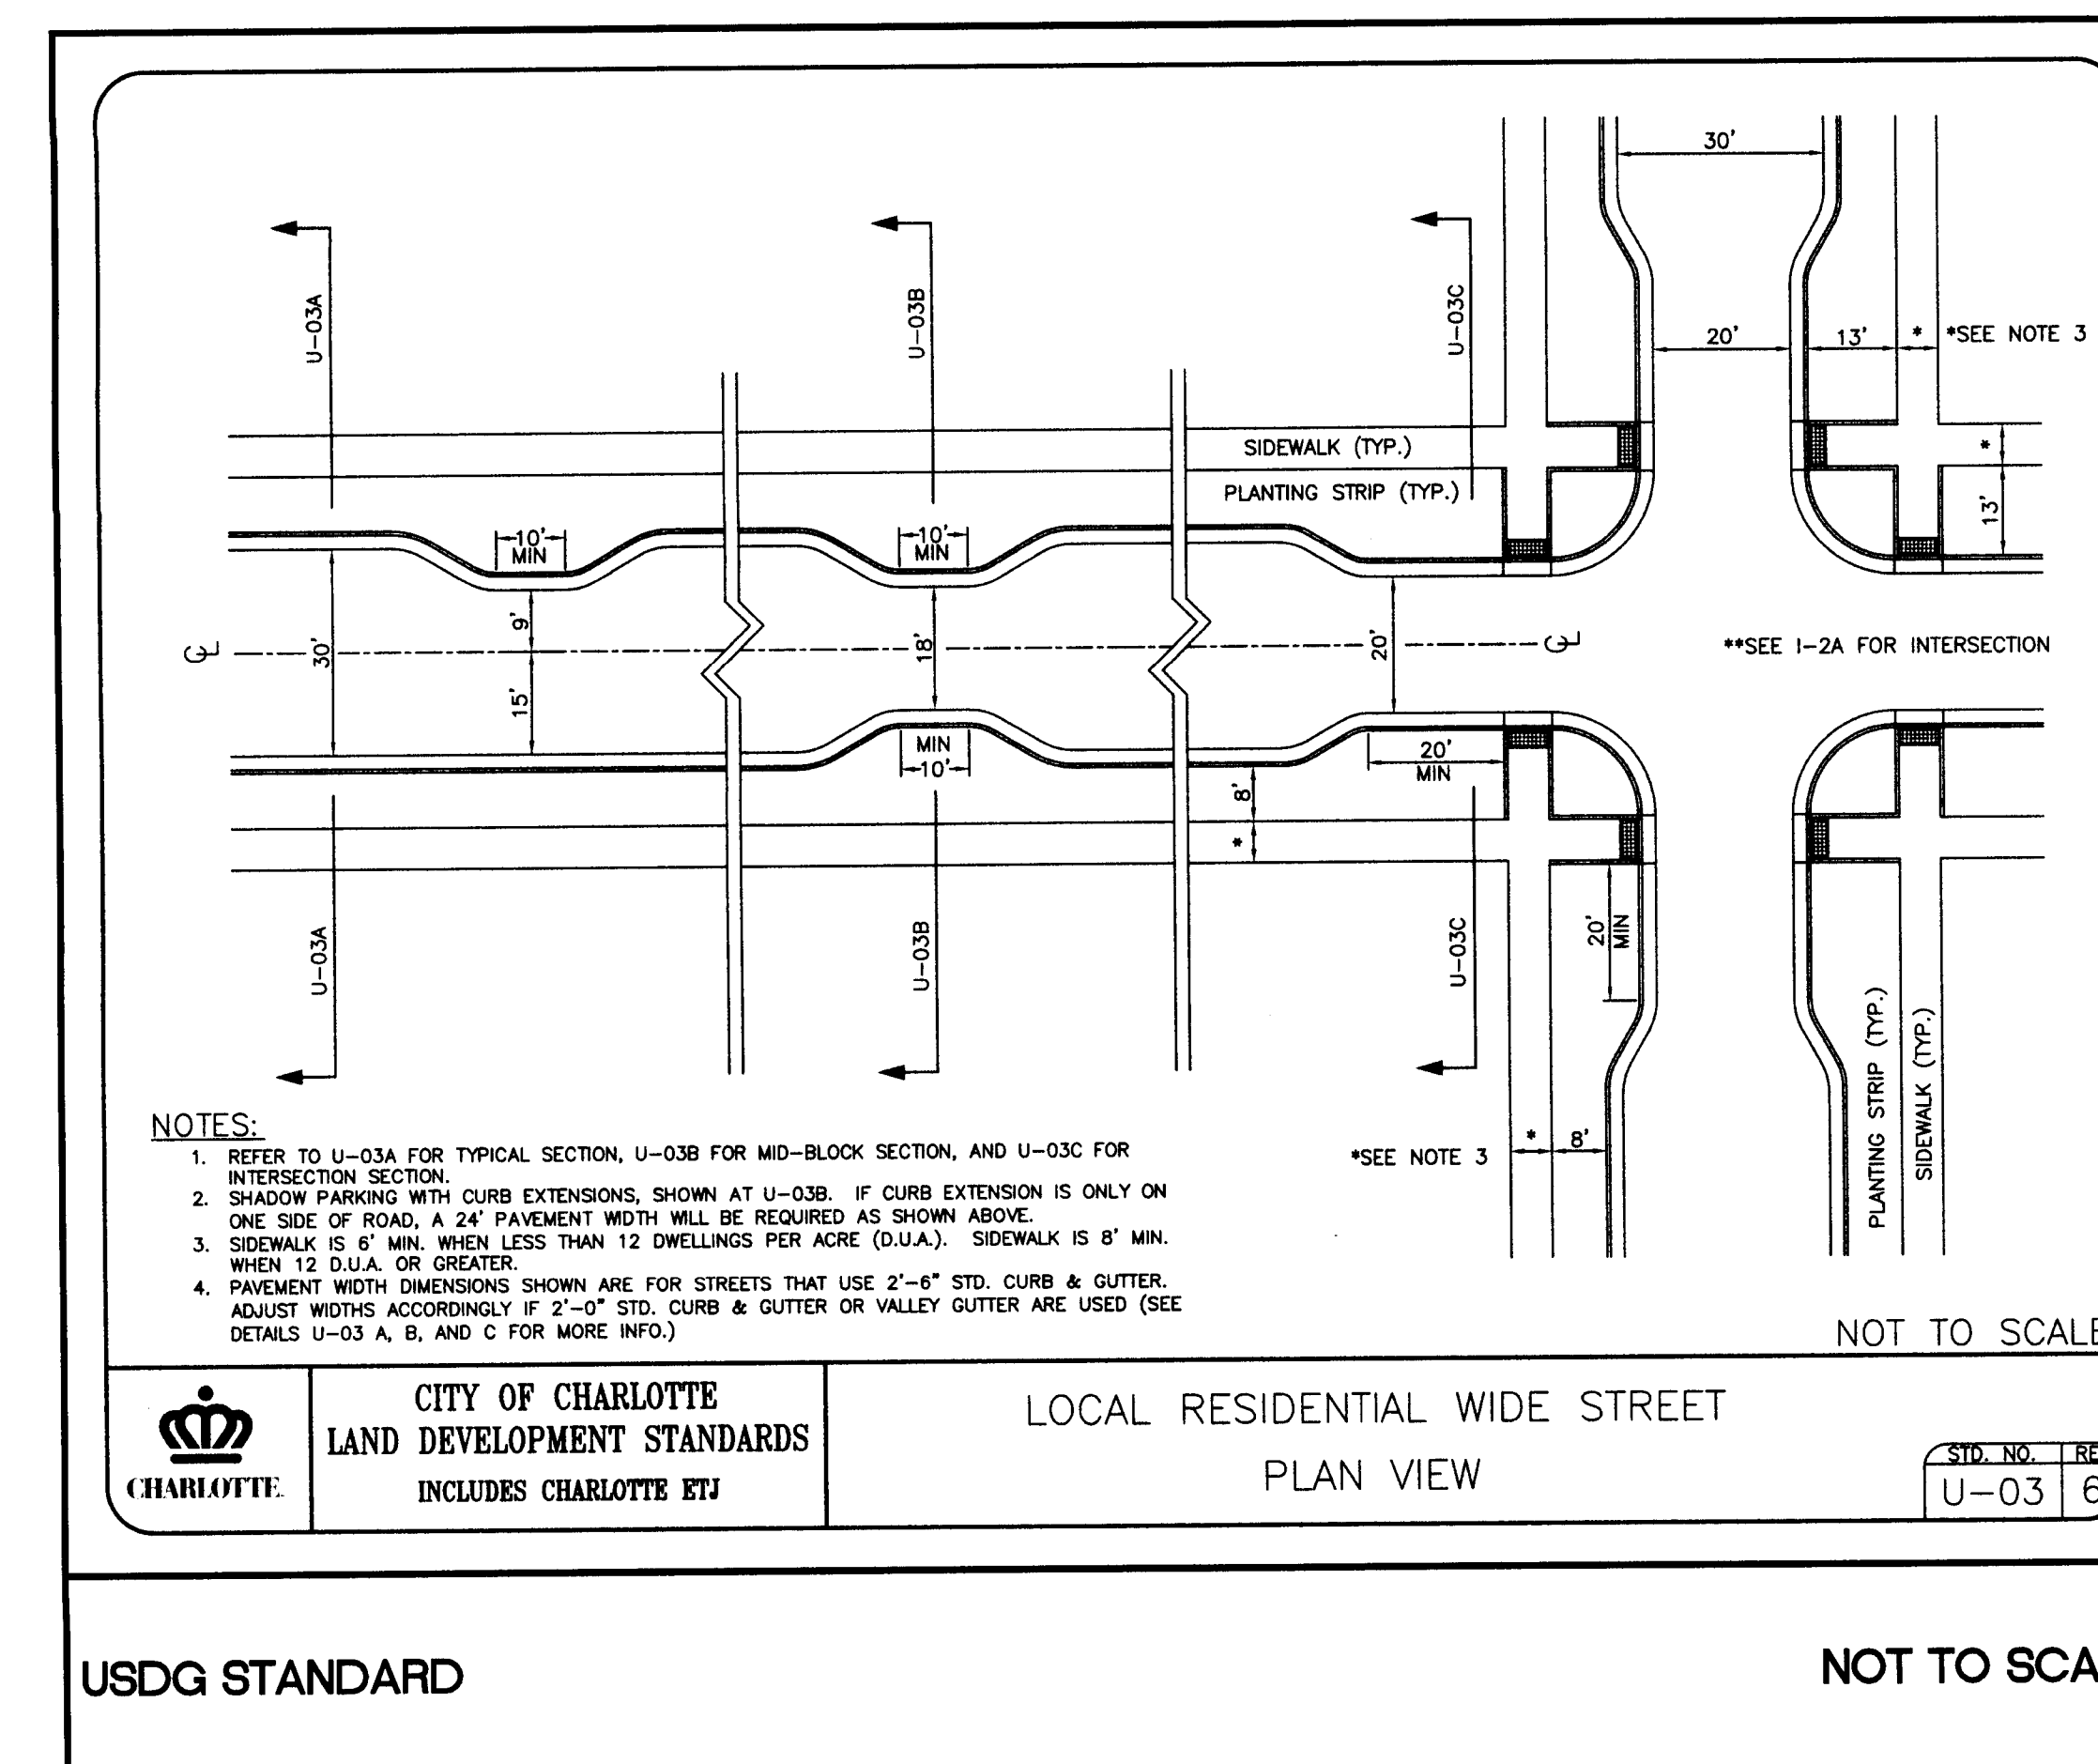 30'
U-03A
U-03B
U-03C
20'
13'
*
*SEE NOTE 3
SIDEWALK (TYP.)
PLANTING STRIP (TYP.)
*
13'
10'
MIN
10'
MIN
9'
30'
15'
18'
20'
**SEE I-2A FOR INTERSECTION
MIN
10'
20'
MIN
8'
*
U-03A
U-03B
U-03C
20'
MIN
PLANTING STRIP (TYP.)
SIDEWALK (TYP.)
*SEE NOTE 3
*
8'
NOTES:
1. REFER TO U-03A FOR TYPICAL SECTION, U-03B FOR MID-BLOCK SECTION, AND U-03C FOR
INTERSECTION SECTION.
2. SHADOW PARKING WITH CURB EXTENSIONS, SHOWN AT U-03B. IF CURB EXTENSION IS ONLY ON
ONE SIDE OF ROAD, A 24' PAVEMENT WIDTH WILL BE REQUIRED AS SHOWN ABOVE.
3. SIDEWALK IS 6' MIN. WHEN LESS THAN 12 DWELLINGS PER ACRE (D.U.A.). SIDEWALK IS 8' MIN.
WHEN 12 D.U.A. OR GREATER.
4. PAVEMENT WIDTH DIMENSIONS SHOWN ARE FOR STREETS THAT USE 2'-6" STD. CURB & GUTTER.
ADJUST WIDTHS ACCORDINGLY IF 2'-0" STD. CURB & GUTTER OR VALLEY GUTTER ARE USED (SEE
DETAILS U-03 A, B, AND C FOR MORE INFO.)
NOT TO SCALE
CHARLOTTE.
CITY OF CHARLOTTE
LAND DEVELOPMENT STANDARDS
INCLUDES CHARLOTTE ETJ
LOCAL RESIDENTIAL WIDE STREET
PLAN VIEW
STD. NO. RE
U-03 6
USDG STANDARD
NOT TO SCA